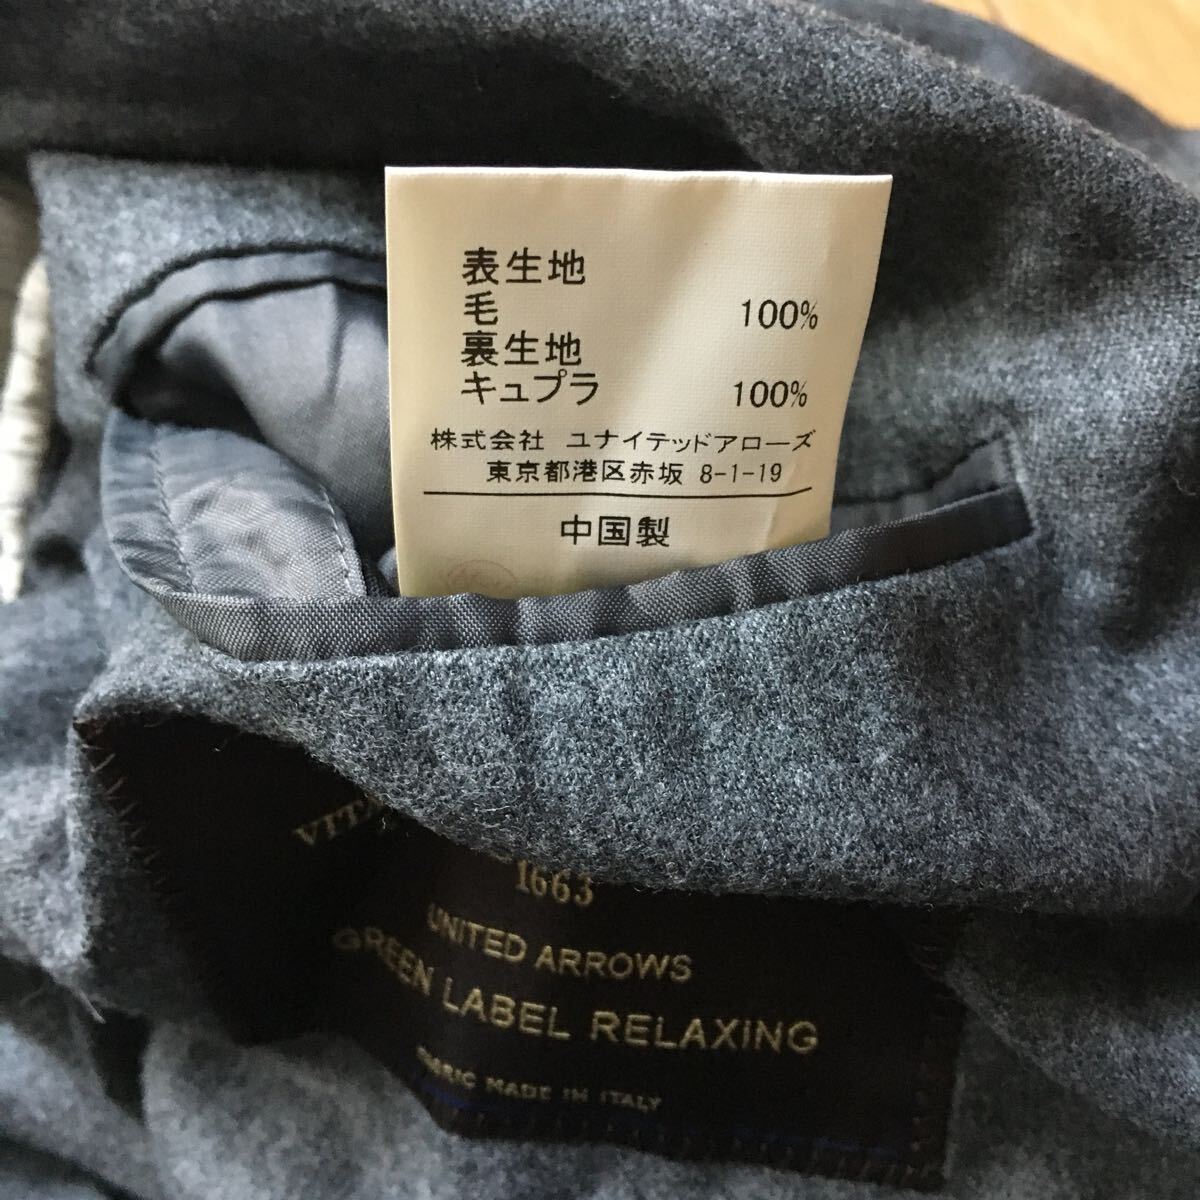 表生地
毛 100%
裏生地
キュプラ 100%
株式会社 ユナイテッドアローズ
東京都港区赤坂 8-1-19
中国製
1663
UNITED ARROWS
GREEN LABEL RELAXING
MADE IN ITALY